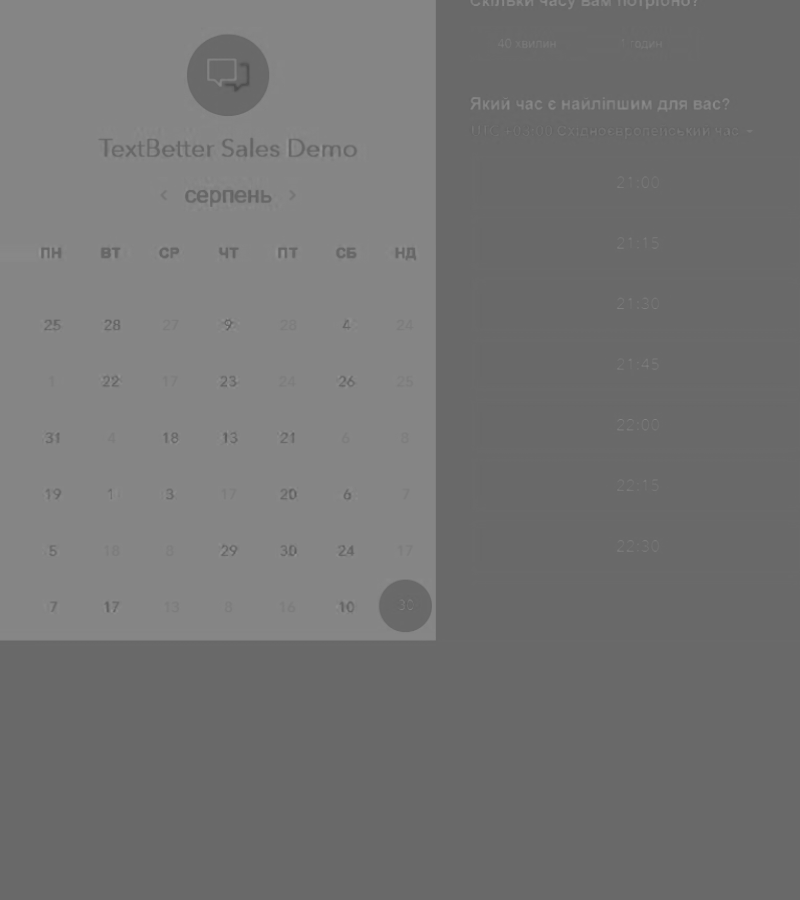 TextBetter Sales Demo
‹ серпень ›
ПН ВТ СР ЧТ ПТ СБ НД
25 28 27 9 28 4 24
1 22 17 23 24 26 25
31 4 18 13 21 6 8
19 1 3 17 20 6 7
5 18 8 29 30 24 17
7 17 13 8 16 10 30
Скільки часу вам потрібно?
40 хвилин 1 годин
Який час є найліпшим для вас?
Східноєвропейський час
21:00
21:15
21:30
21:45
22:00
22:15
22:30